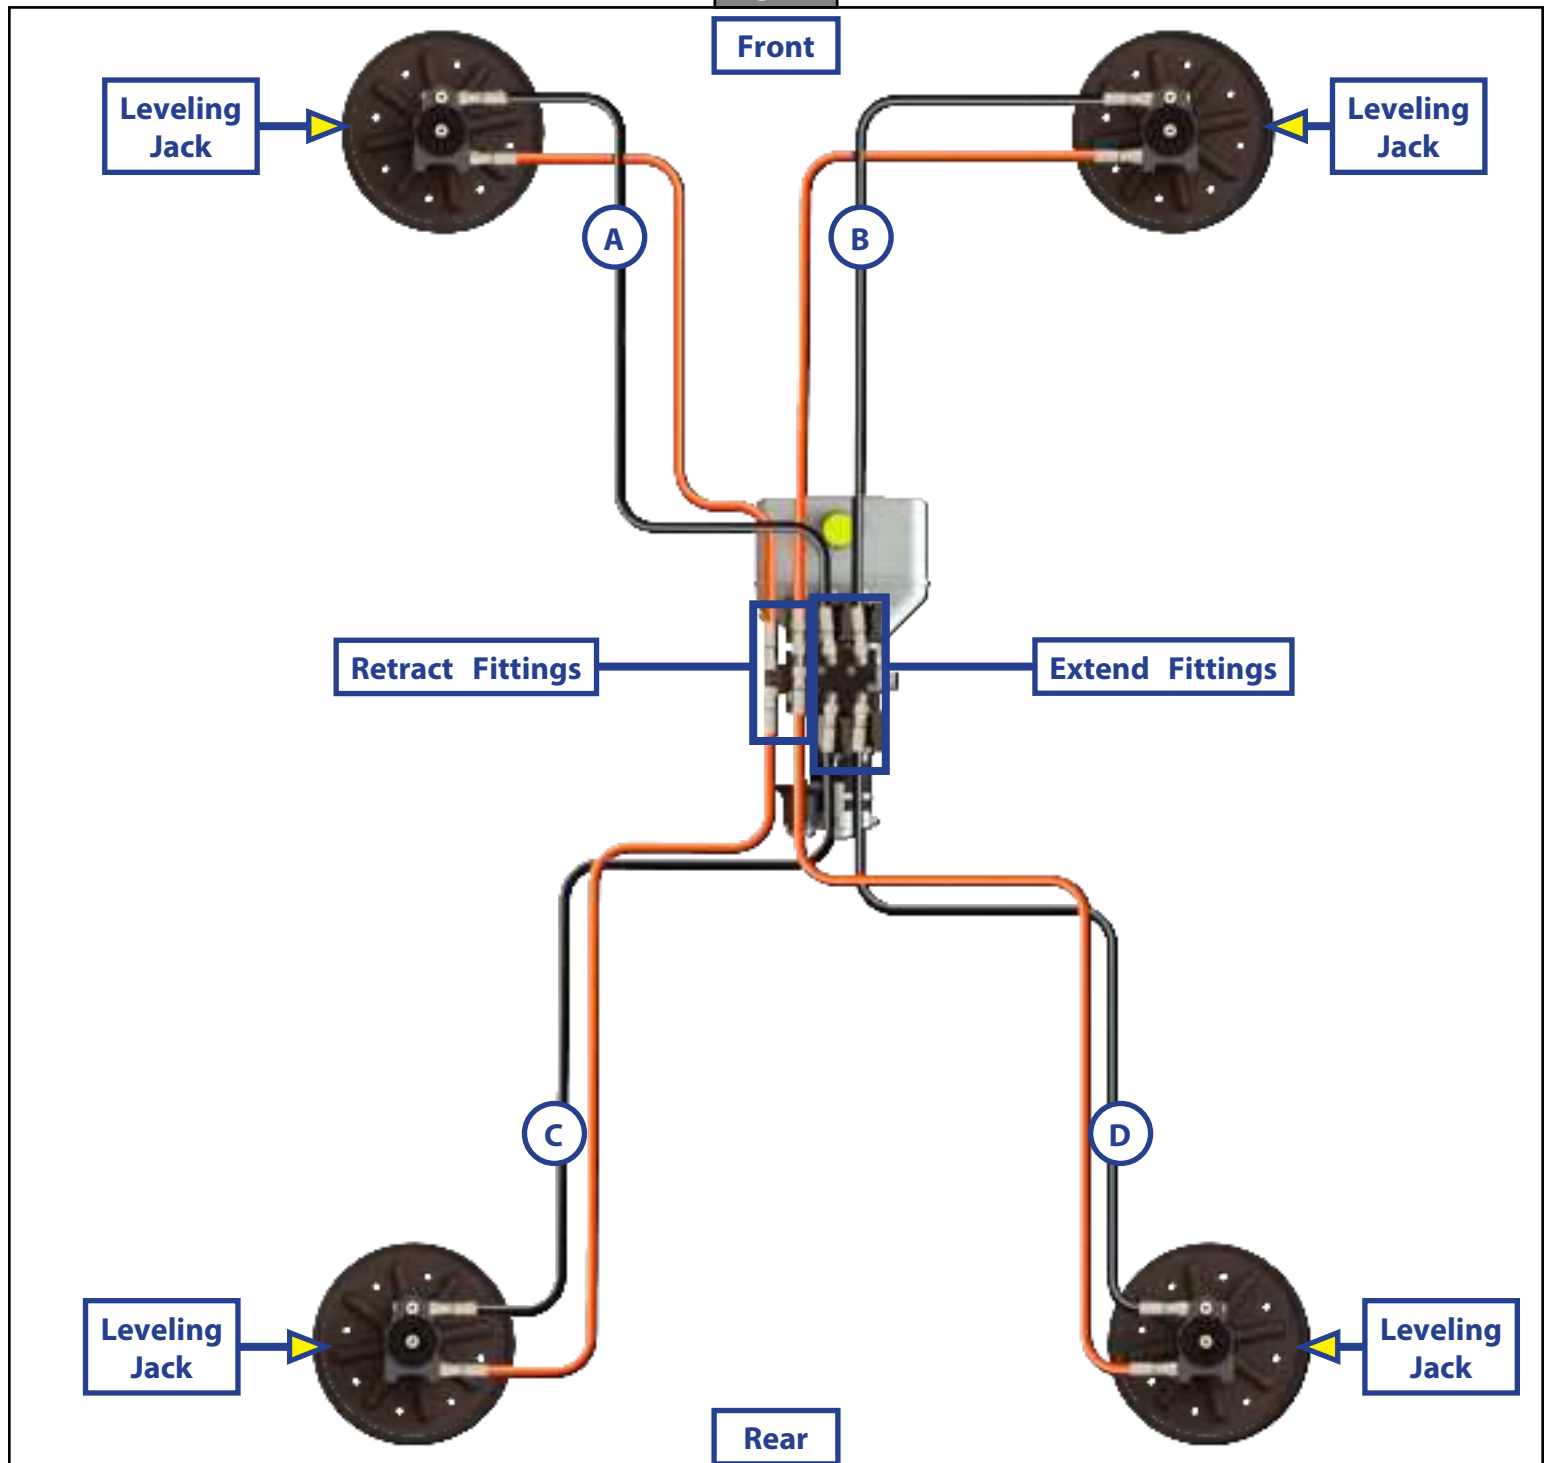 Front
Leveling
Jack
Leveling
Jack
A
B
Retract Fittings
Extend Fittings
C
D
Leveling
Jack
Leveling
Jack
Rear